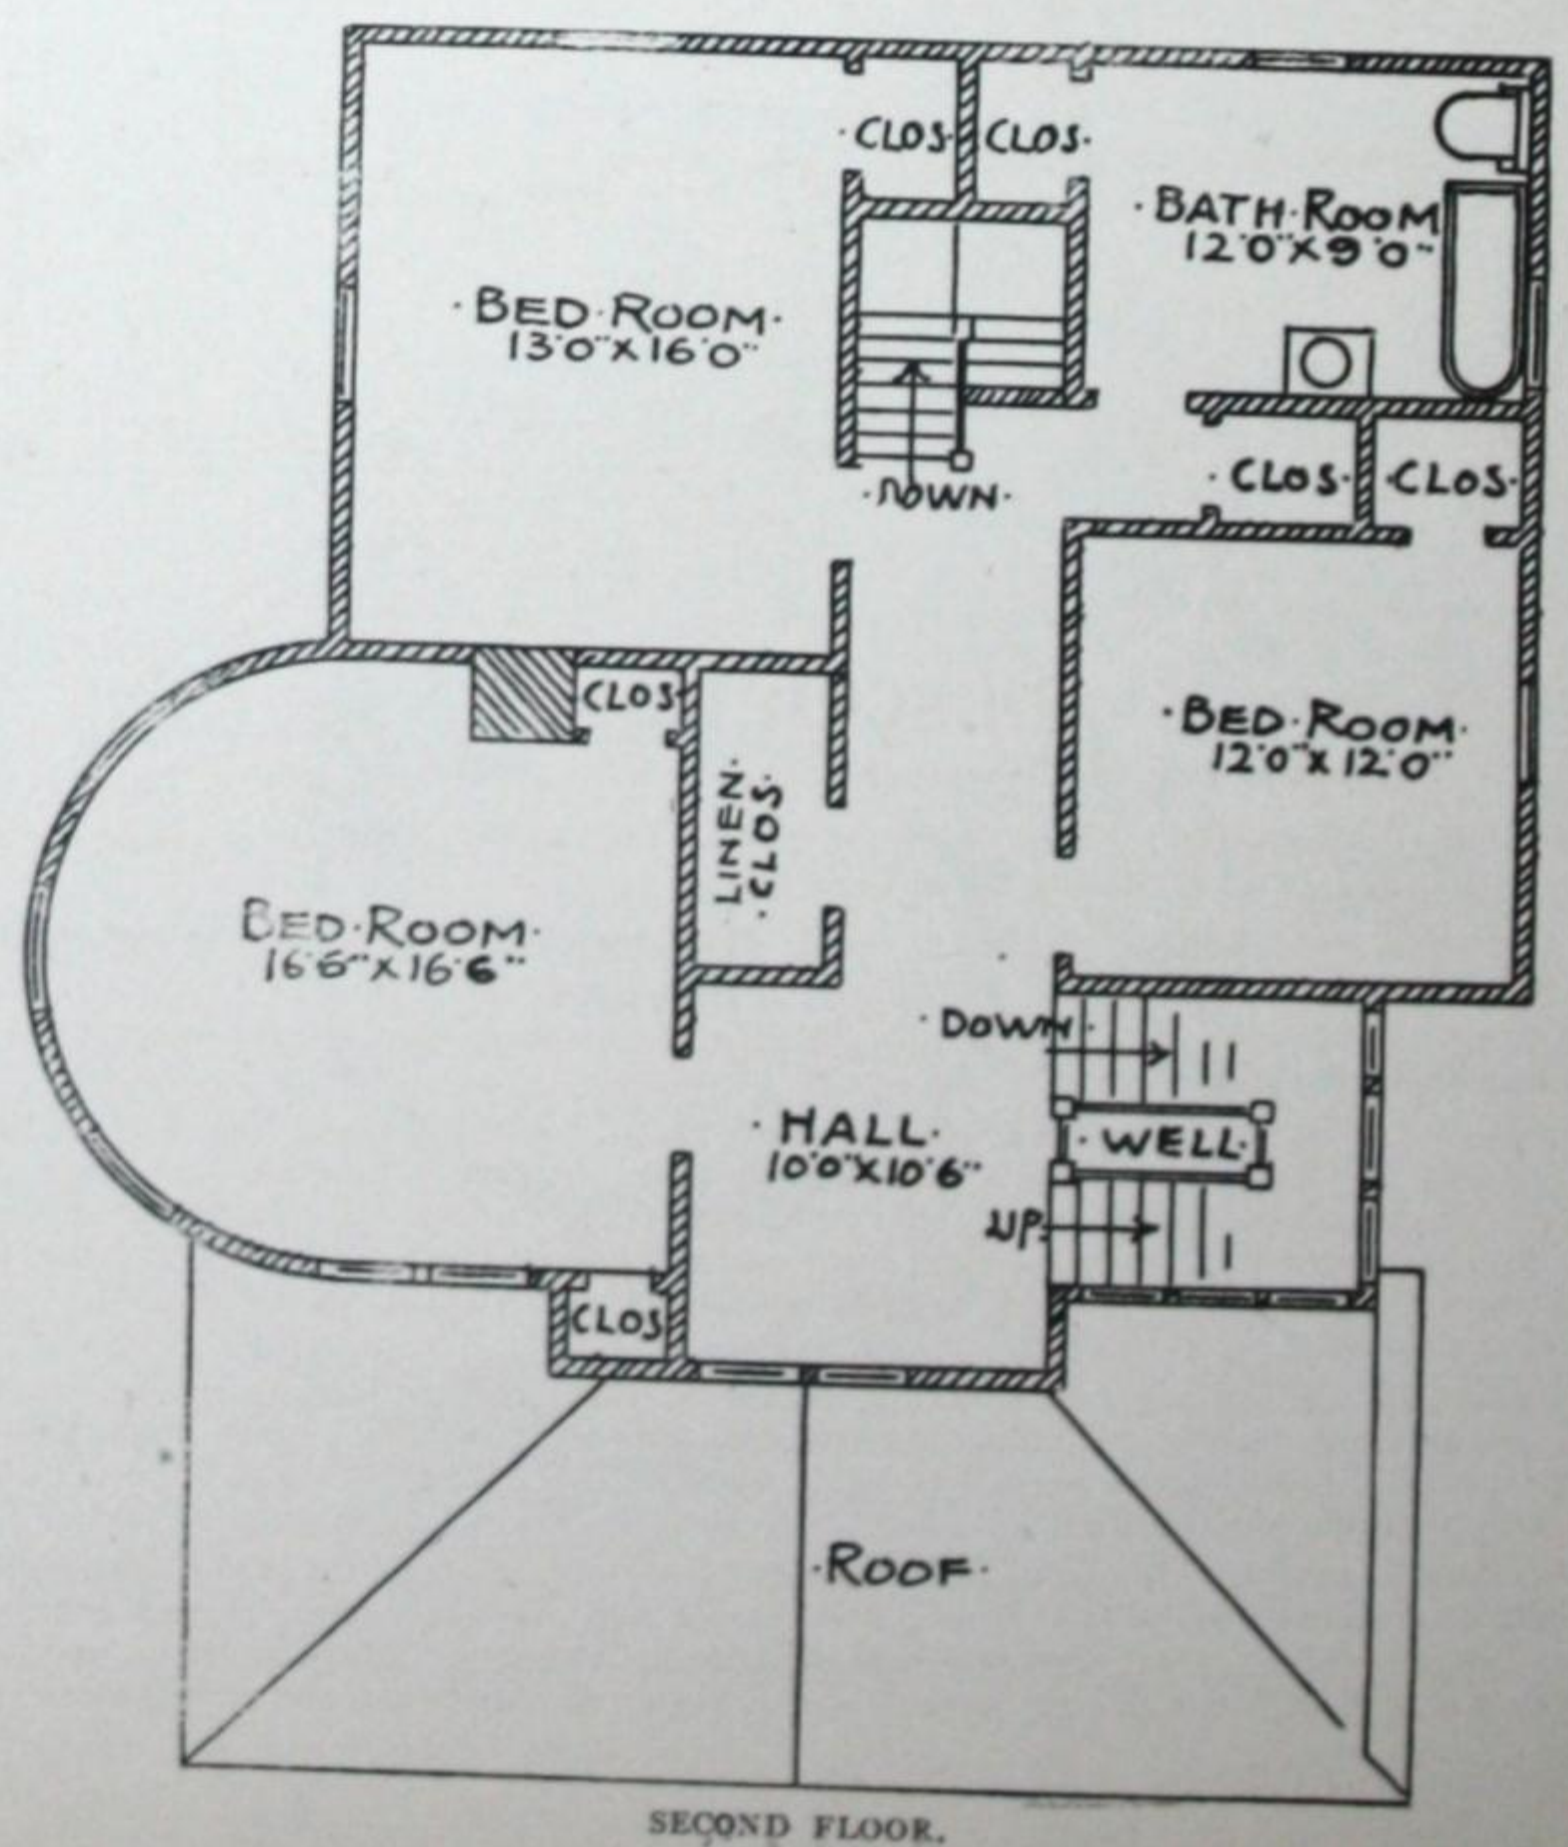 ·CLOS·
CLOS·
·BATH·ROOM
12'0"X9'0"
·BED·ROOM·
13'0"X16'0"
·DOWN·
·CLOS·
·CLOS·
CLOS·
·BED·ROOM·
12'0"X12'0"
LINEN·
·CLOS·
BED·ROOM·
16'6"X16'6"
·DOWN·
·HALL·
10'0"X10'6"
·WELL·
UP·
CLOS
·ROOF·
SECOND FLOOR.